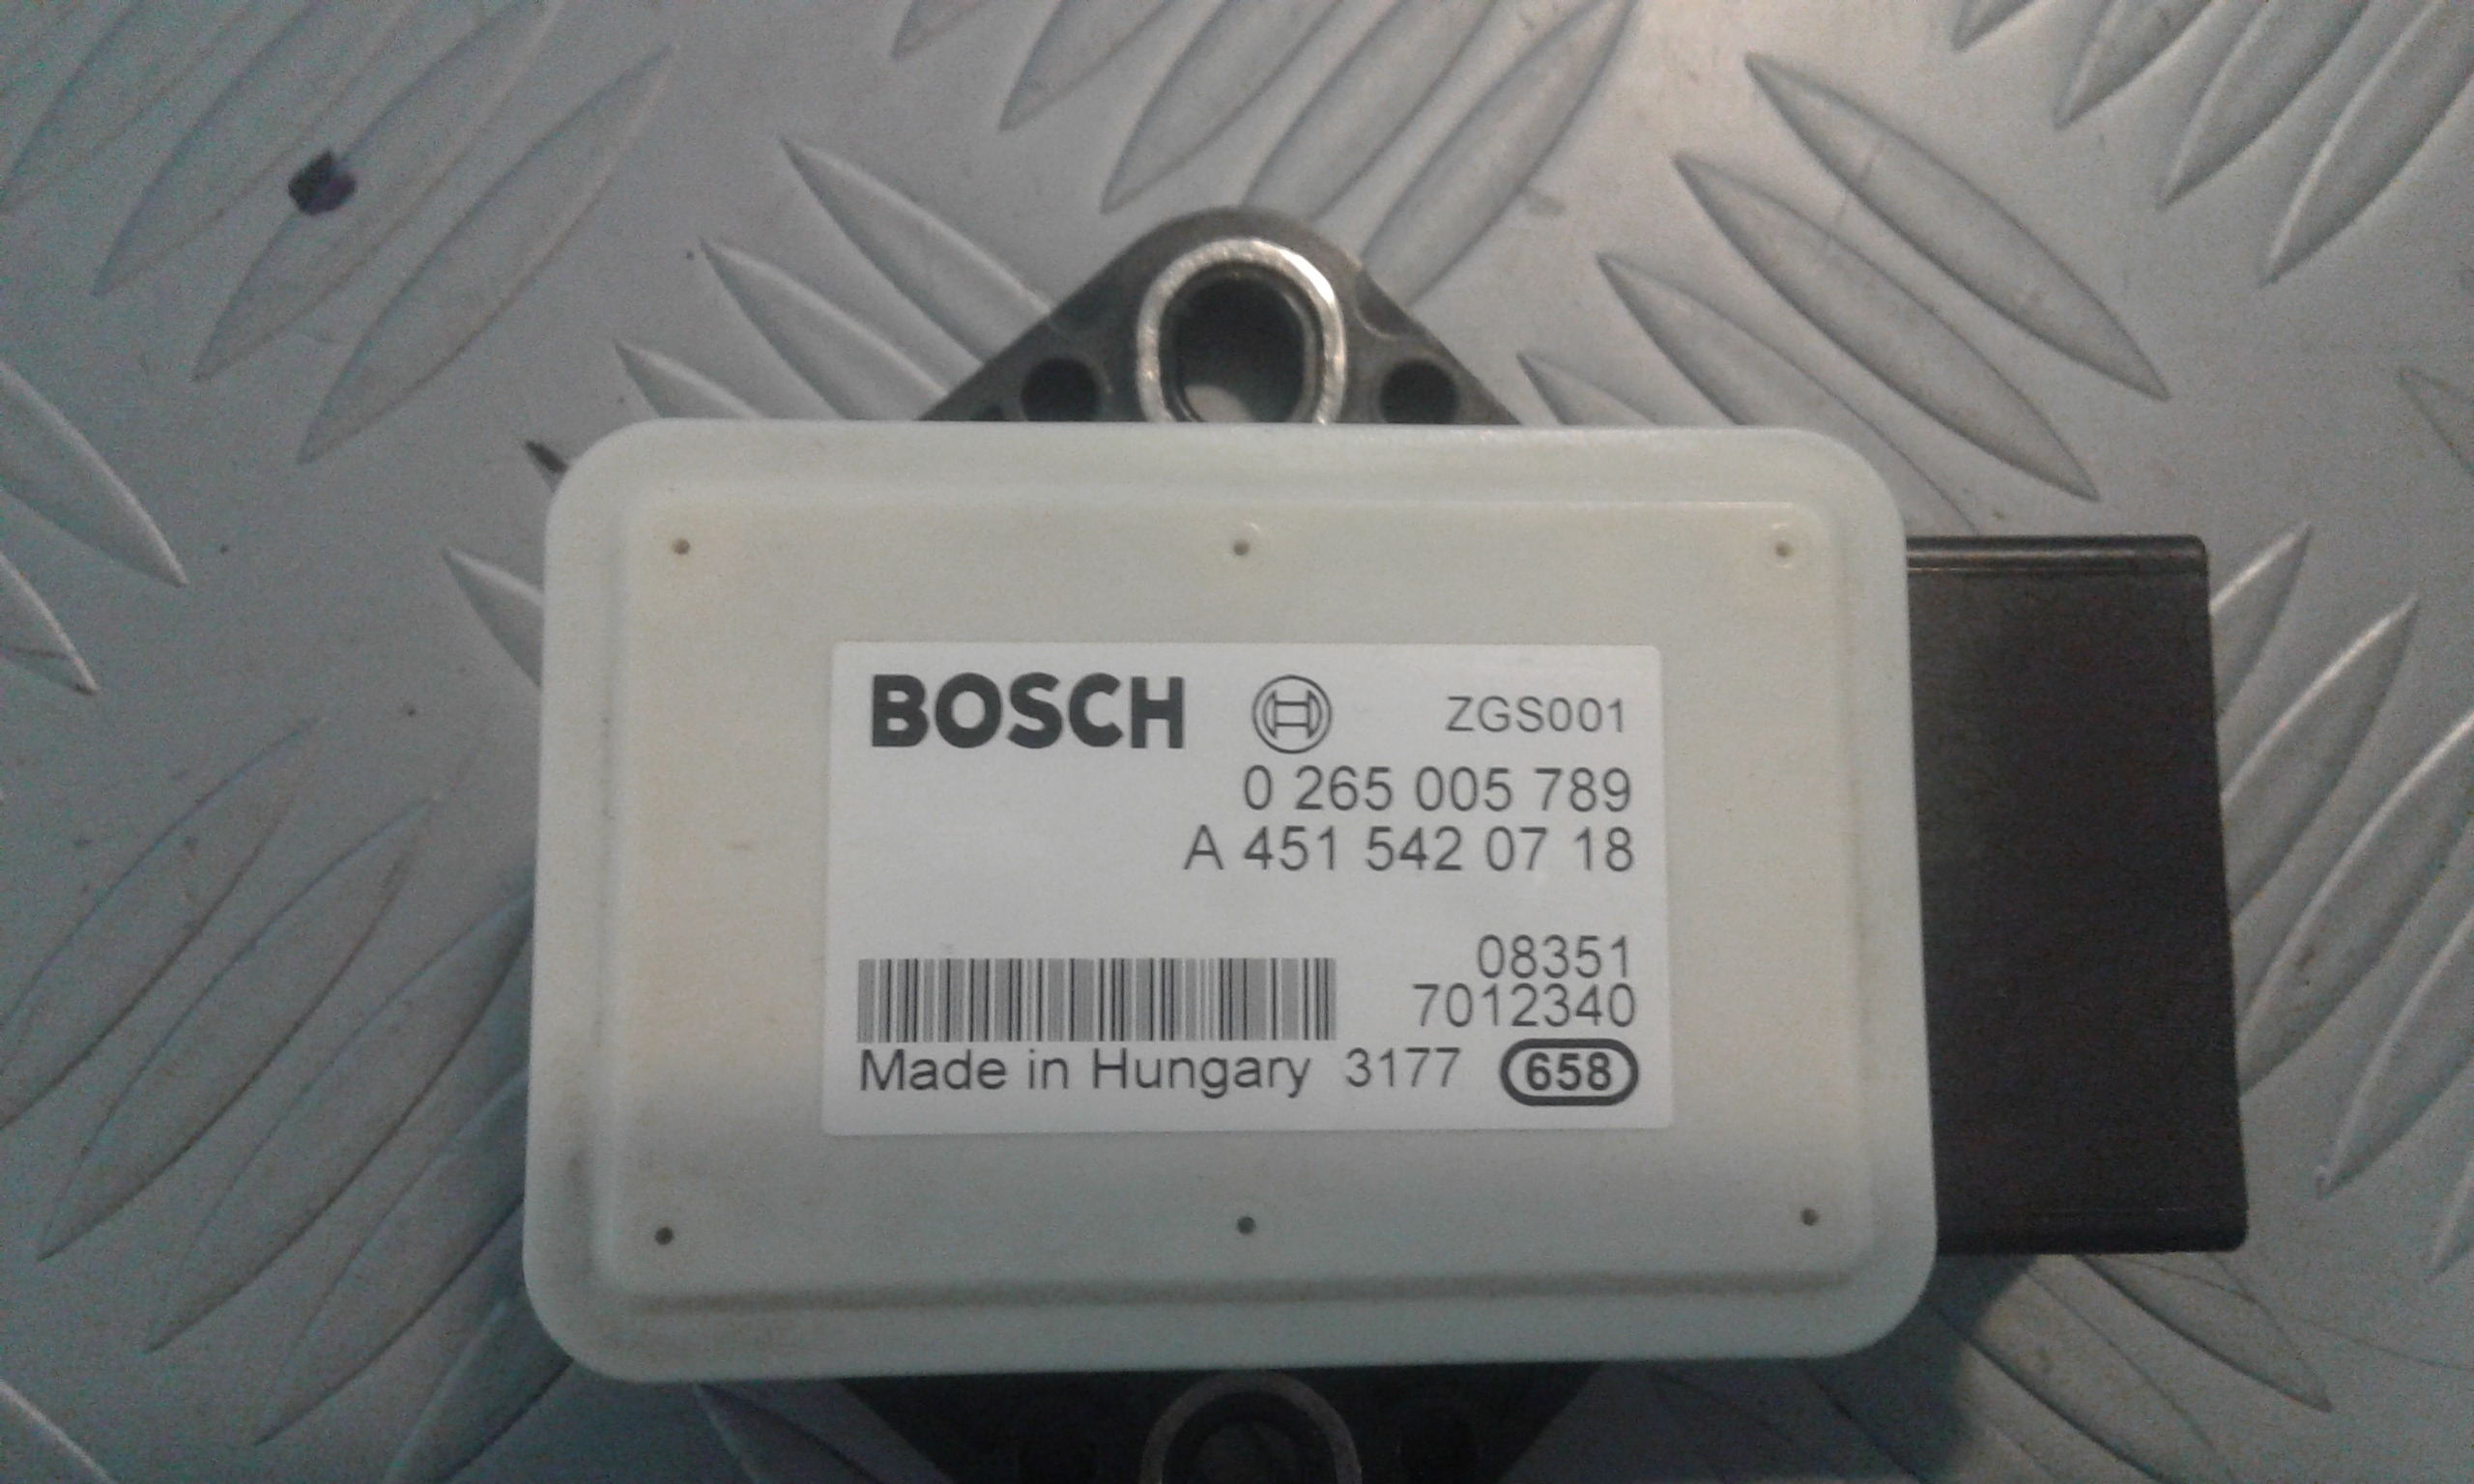 BOSCH ZGS001
0 265 005 789
A 451 542 07 18
08351
7012340
Made in Hungary 3177 658